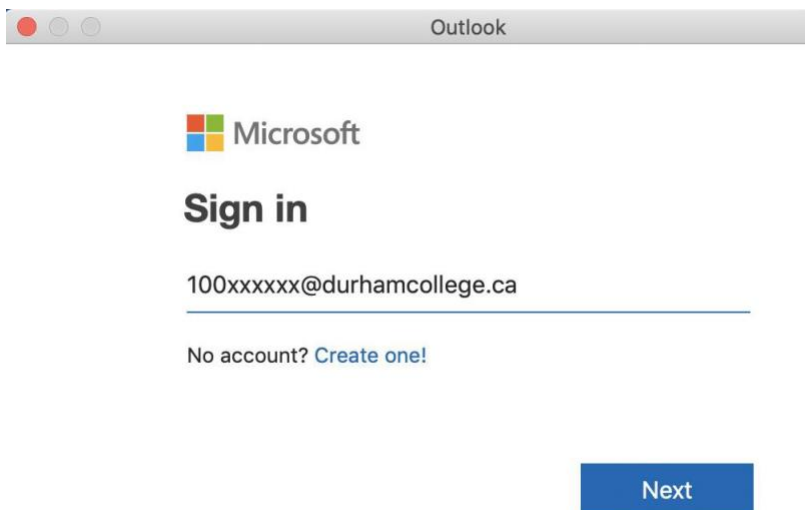 Outlook
Microsoft
Sign in
100xxxxxx@durhamcollege.ca
No account? Create one!
Next